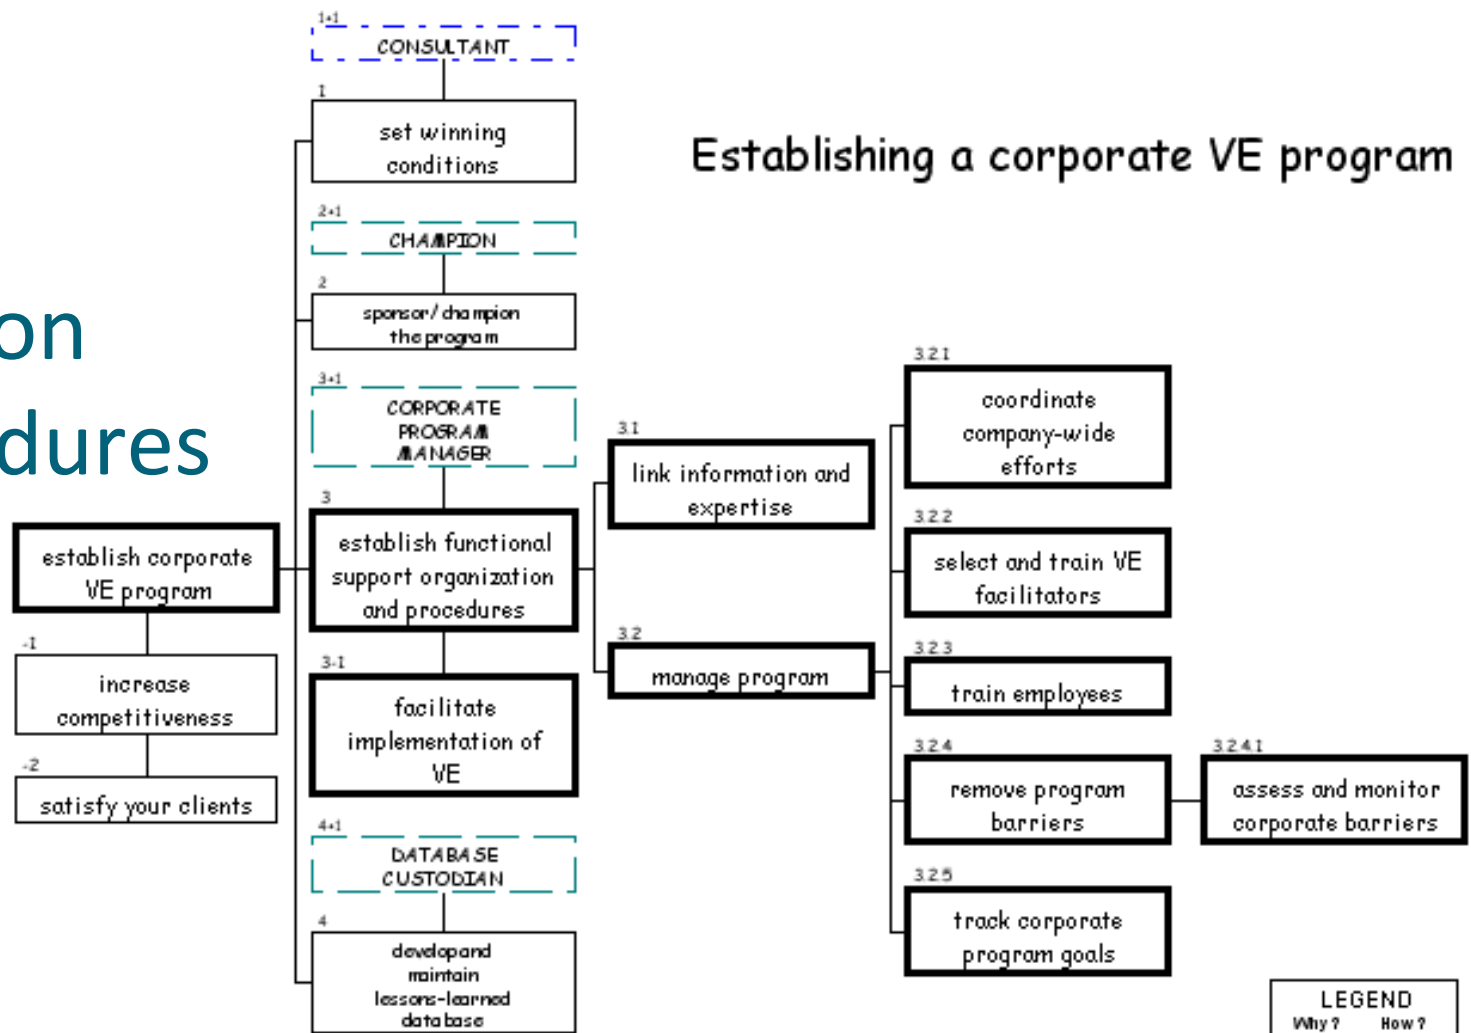 1+1
CONSULTANT
1
set winning
conditions
Establishing a corporate VE program
2+1
CHAMPION
2
sponsor/champion
the program
on
dures
3+1
CORPORATE
PROGRAM
MANAGER
3
establish functional
support organization
and procedures
establish corporate
VE program
-1
increase
competitiveness
-2
satisfy your clients
3-1
facilitate
implementation of
VE
4+1
DATABASE
CUSTODIAN
4
develop and
maintain
lessons-learned
database
3.1
link information and
expertise
3.2
manage program
3.2.1
coordinate
company-wide
efforts
3.2.2
select and train VE
facilitators
3.2.3
train employees
3.2.4
remove program
barriers
3.2.4.1
assess and monitor
corporate barriers
3.2.5
track corporate
program goals
LEGEND
Why? How?